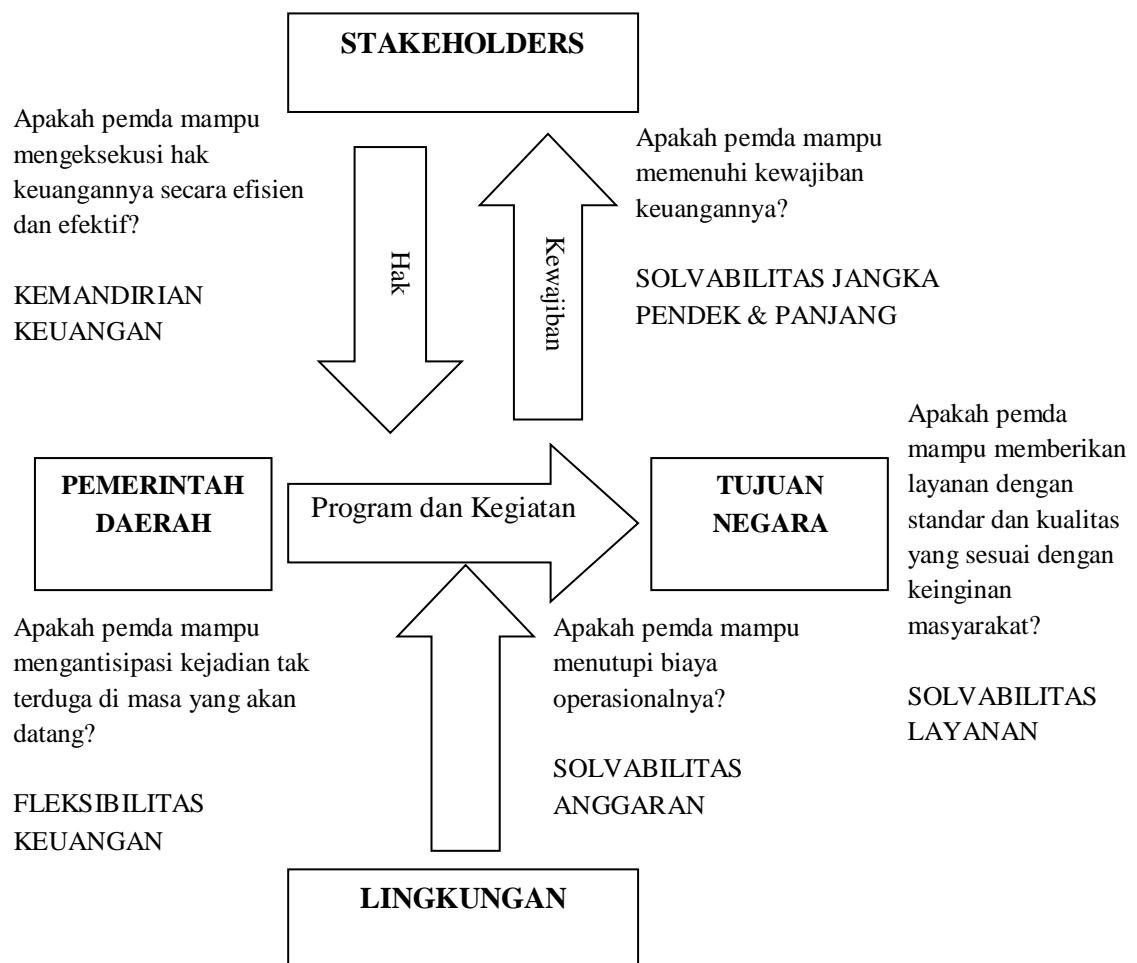 STAKEHOLDERS
Apakah pemda mampu
mengeksekusi hak
keuangannya secara efisien
dan efektif?
KEMANDIRIAN
KEUANGAN
Hak
Kewajiban
Apakah pemda mampu
memenuhi kewajiban
keuangannya?
SOLVABILITAS JANGKA
PENDEK & PANJANG
PEMERINTAH
DAERAH
Program dan Kegiatan
TUJUAN
NEGARA
Apakah pemda
mampu memberikan
layanan dengan
standar dan kualitas
yang sesuai dengan
keinginan
masyarakat?
SOLVABILITAS
LAYANAN
Apakah pemda mampu
mengantisipasi kejadian tak
terduga di masa yang akan
datang?
FLEKSIBILITAS
KEUANGAN
Apakah pemda mampu
menutupi biaya
operasionalnya?
SOLVABILITAS
ANGGARAN
LINGKUNGAN